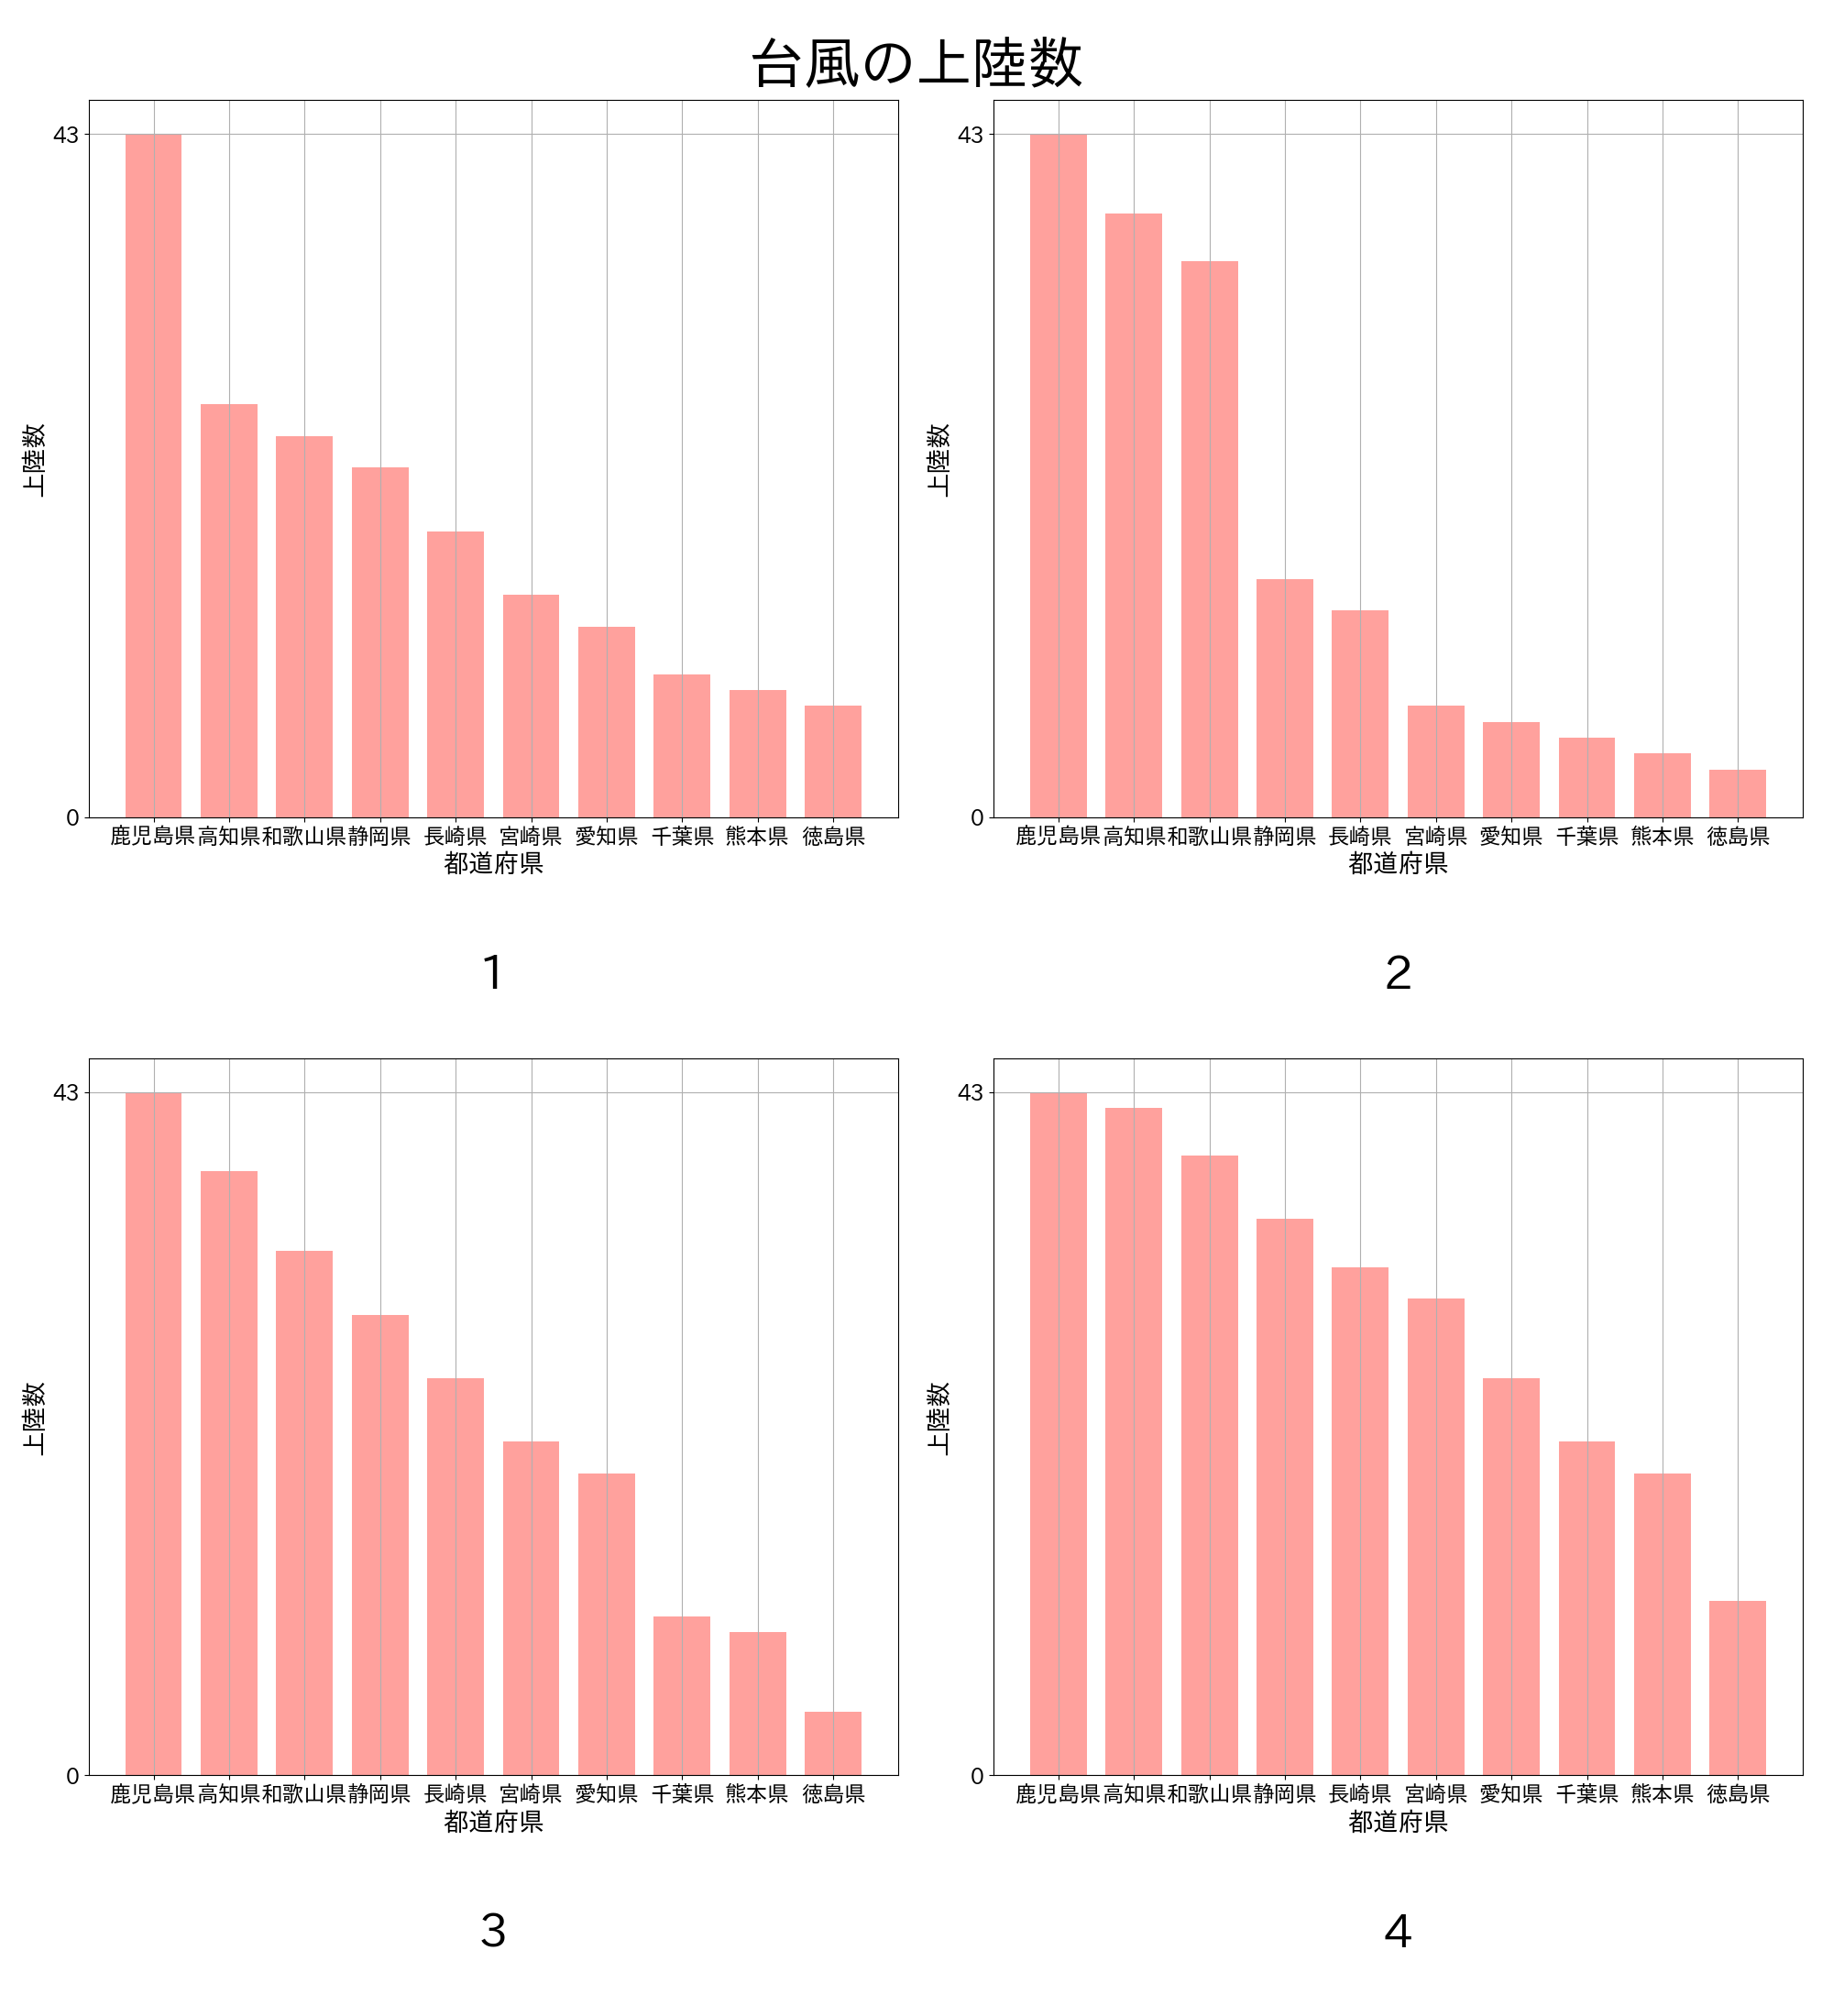 台風の上陸数
43
0
上陸数
鹿児島県 高知県 和歌山県 静岡県 長崎県 宮崎県 愛知県 千葉県 熊本県 徳島県
都道府県
1
43
0
上陸数
鹿児島県 高知県 和歌山県 静岡県 長崎県 宮崎県 愛知県 千葉県 熊本県 徳島県
都道府県
2
43
0
上陸数
鹿児島県 高知県 和歌山県 静岡県 長崎県 宮崎県 愛知県 千葉県 熊本県 徳島県
都道府県
3
43
0
上陸数
鹿児島県 高知県 和歌山県 静岡県 長崎県 宮崎県 愛知県 千葉県 熊本県 徳島県
都道府県
4